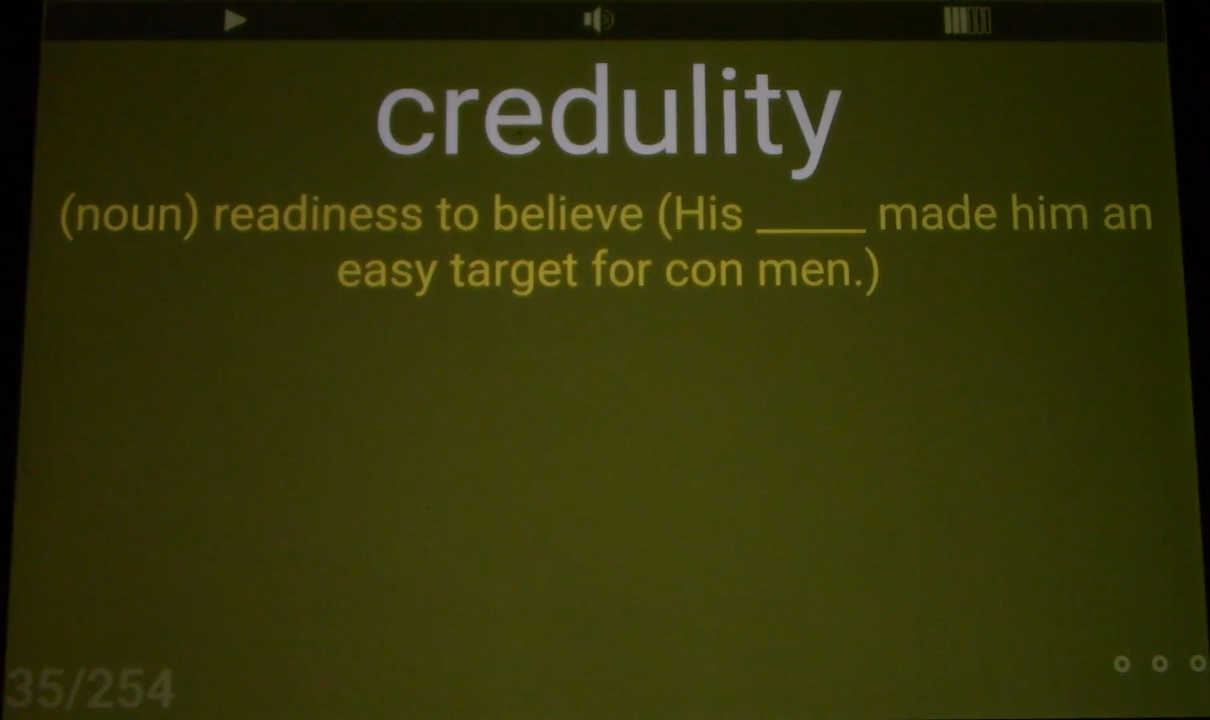 credulity
(noun) readiness to believe (His _____ made him an
easy target for con men.)
35/254